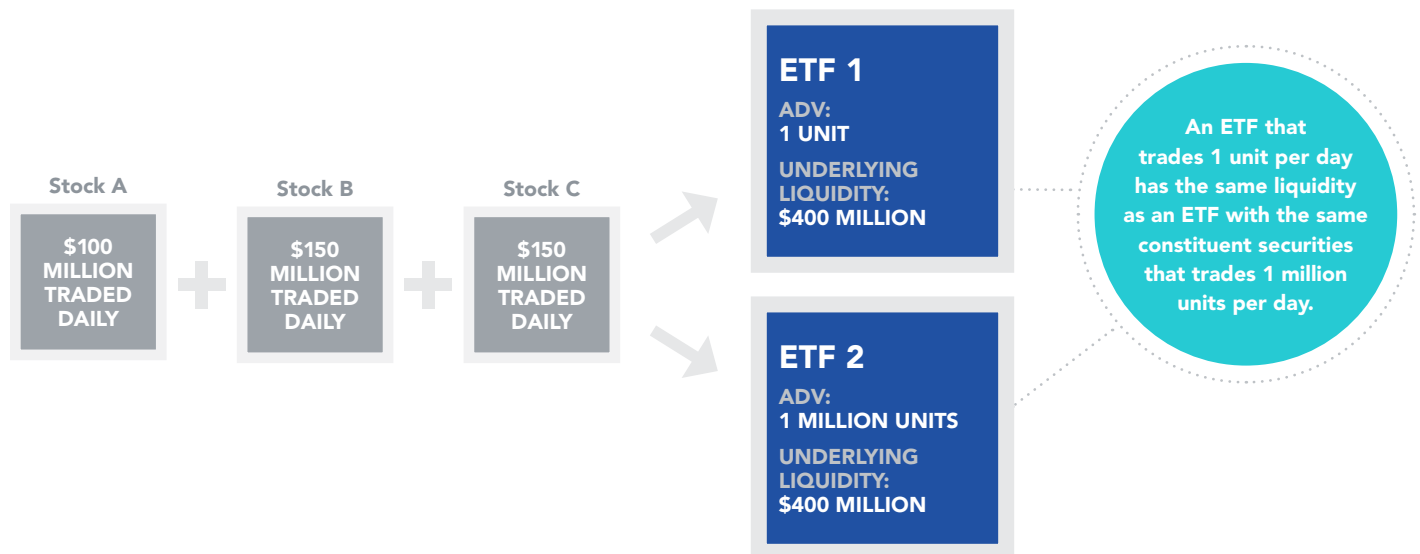 Stock A
$100
MILLION
TRADED
DAILY
Stock B
$150
MILLION
TRADED
DAILY
Stock C
$150
MILLION
TRADED
DAILY
ETF 1
ADV:
1 UNIT
UNDERLYING
LIQUIDITY:
$400 MILLION
ETF 2
ADV:
1 MILLION UNITS
UNDERLYING
LIQUIDITY:
$400 MILLION
An ETF that
trades 1 unit per day
has the same liquidity
as an ETF with the same
constituent securities
that trades 1 million
units per day.